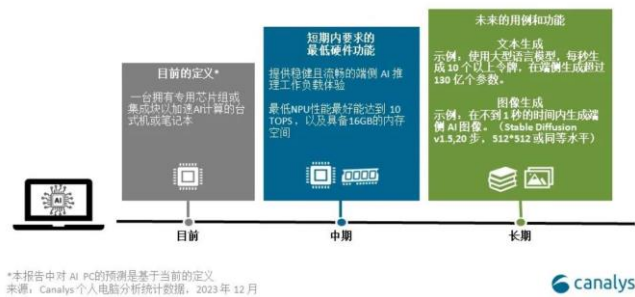 目前的定义*
一台拥有专用芯片组或
集成块以加速AI计算的台
式机或笔记本
短期内要求的
最低硬件功能
提供稳健且流畅的端侧 AI 推
理工作负载体验
最低NPU性能最好能达到 10
TOPS，以及具备16GB的内存
空间
未来的用例和功能
文本生成
示例：使用大型语言模型，每秒生
成 10 个以上令牌，在端侧生成超过
130 亿个参数。
图像生成
示例：在不到 1 秒的时间内生成端
侧 AI 图像。（Stable Diffusion
v1.5,20 步，512*512 或同等水平）
AI
目前
中期
长期
*本报告中对 AI PC的预测是基于当前的定义
来源：Canalys 个人电脑分析统计数据，2023 年 12 月
canalys